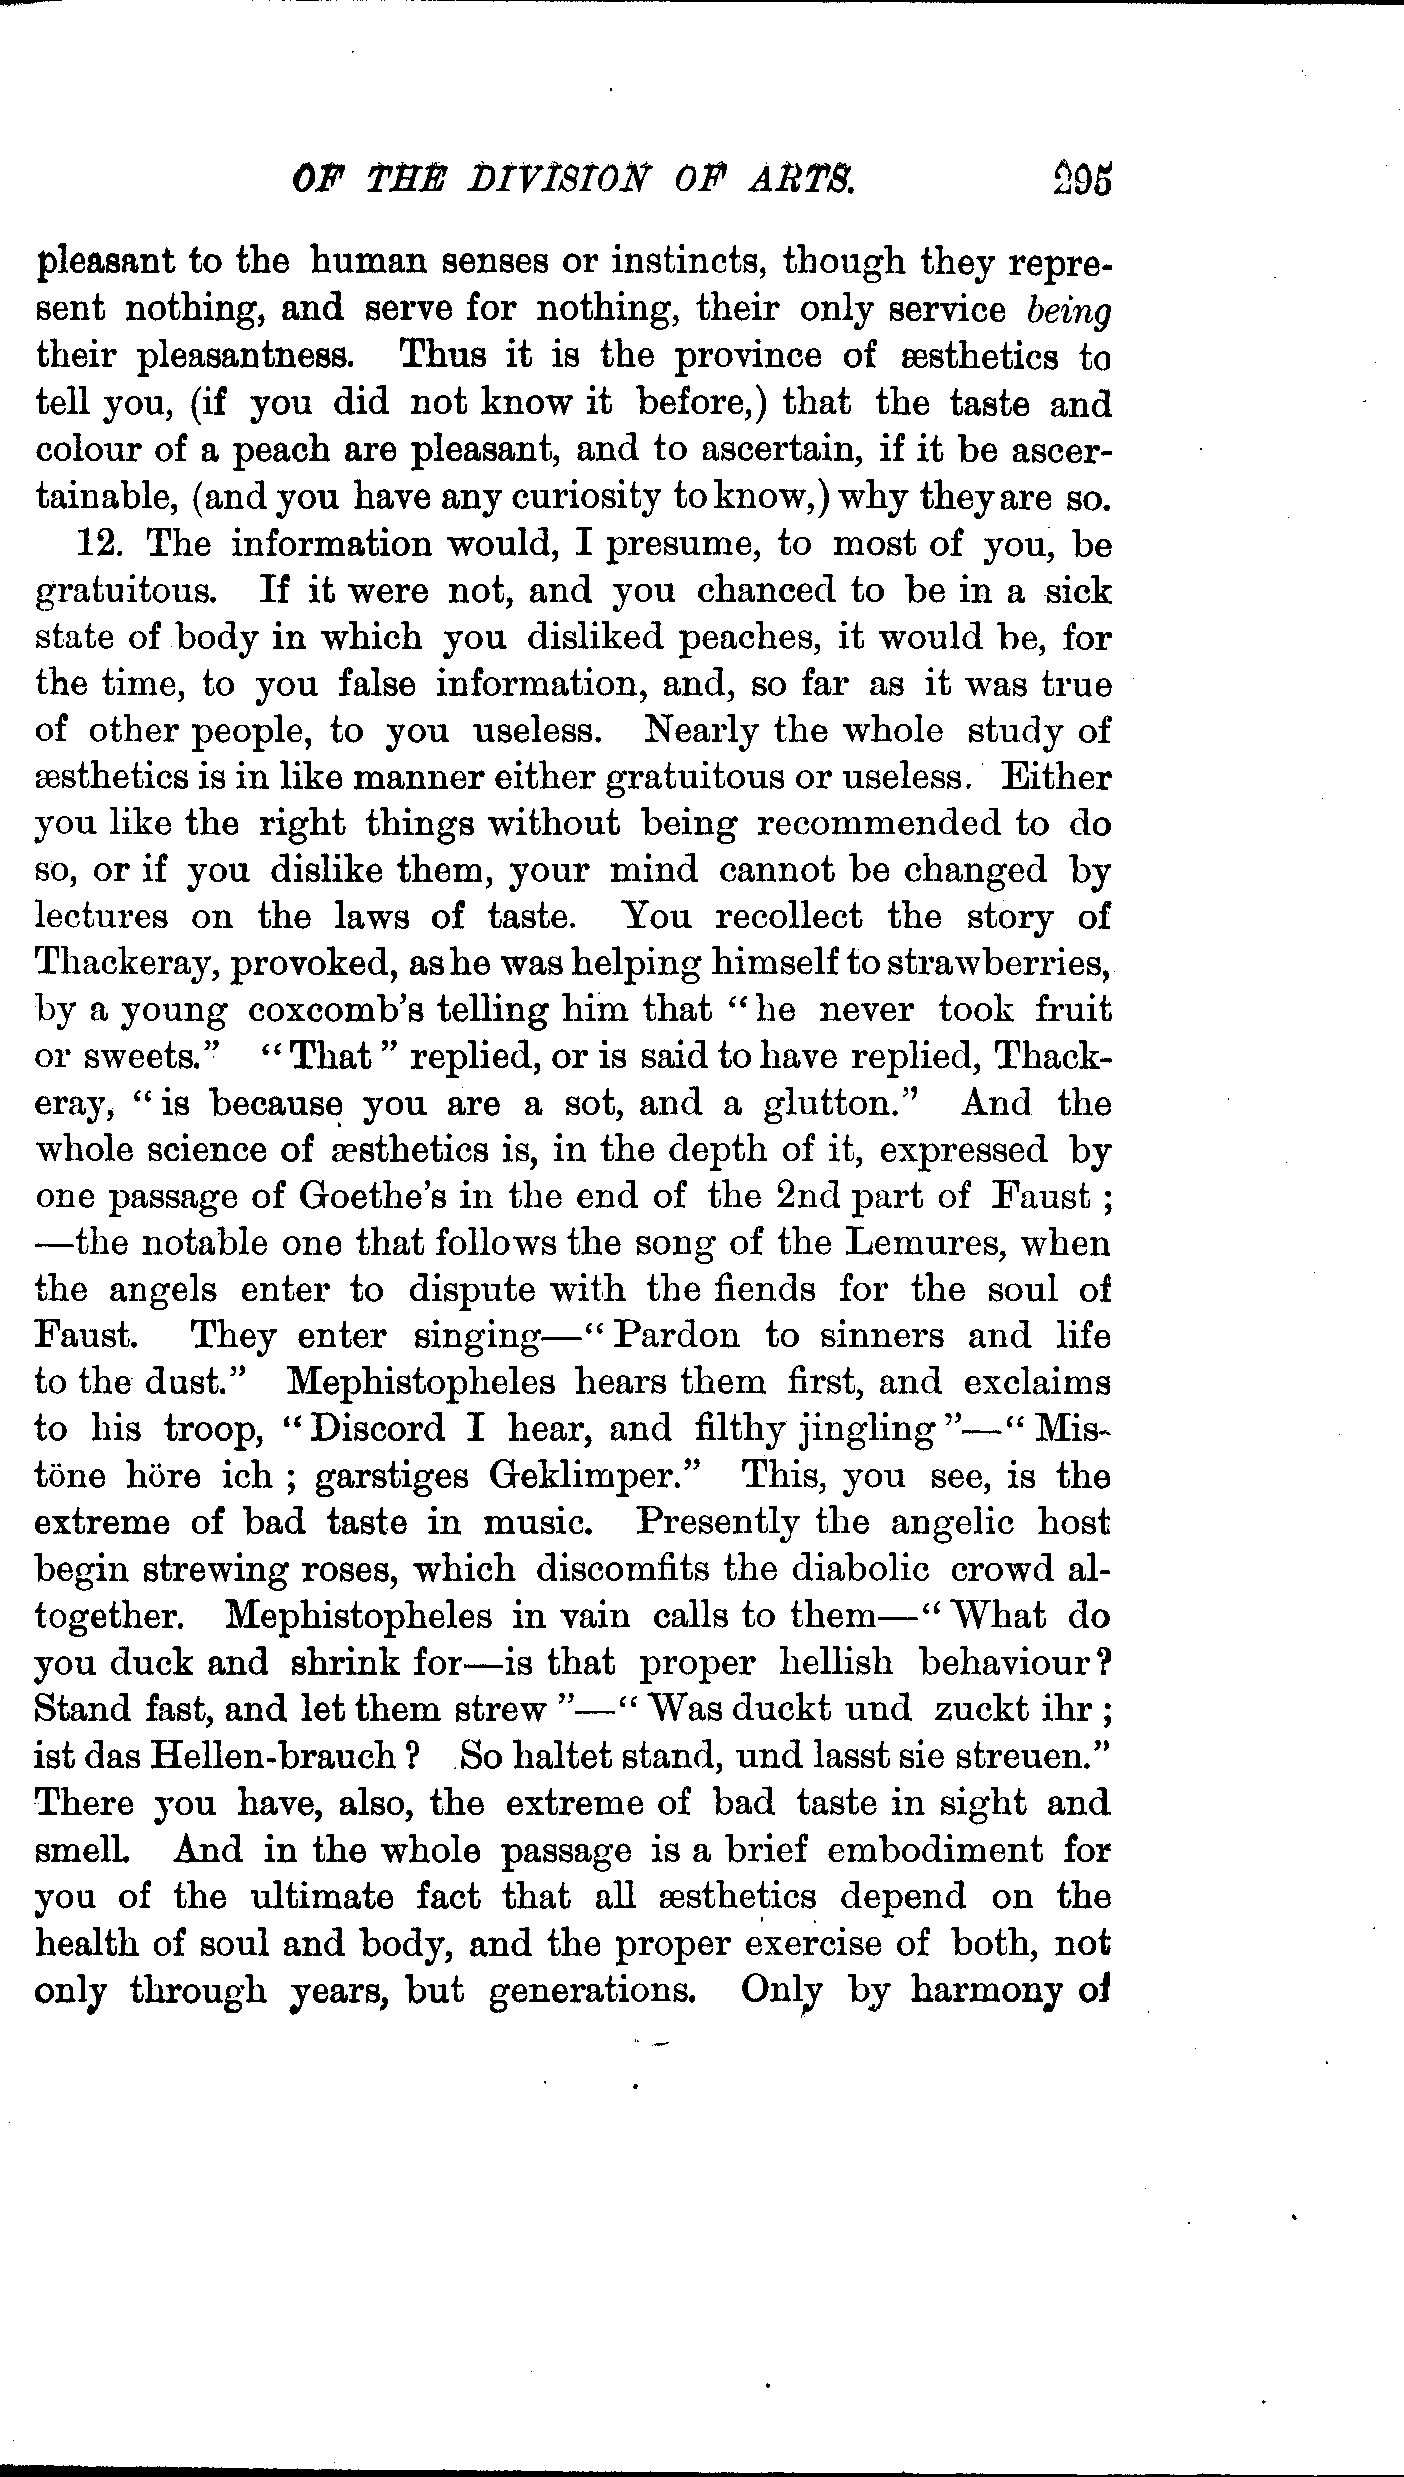 OF THE DIVISION OF ARTS. 295
pleasant to the human senses or instincts, though they repre-
sent nothing, and serve for nothing, their only service being
their pleasantness. Thus it is the province of æsthetics to
tell you, (if you did not know it before,) that the taste and
colour of a peach are pleasant, and to ascertain, if it be ascer-
tainable, (and you have any curiosity to know,) why they are so.
12. The information would, I presume, to most of you, be
gratuitous. If it were not, and you chanced to be in a sick
state of body in which you disliked peaches, it would be, for
the time, to you false information, and, so far as it was true
of other people, to you useless. Nearly the whole study of
æsthetics is in like manner either gratuitous or useless. Either
you like the right things without being recommended to do
so, or if you dislike them, your mind cannot be changed by
lectures on the laws of taste. You recollect the story of
Thackeray, provoked, as he was helping himself to strawberries,
by a young coxcomb's telling him that "he never took fruit
or sweets." "That" replied, or is said to have replied, Thack-
eray, "is because you are a sot, and a glutton." And the
whole science of æsthetics is, in the depth of it, expressed by
one passage of Goethe's in the end of the 2nd part of Faust ;
—the notable one that follows the song of the Lemures, when
the angels enter to dispute with the fiends for the soul of
Faust. They enter singing—"Pardon to sinners and life
to the dust." Mephistopheles hears them first, and exclaims
to his troop, "Discord I hear, and filthy jingling"—"Mis-
töne höre ich ; garstiges Geklimper." This, you see, is the
extreme of bad taste in music. Presently the angelic host
begin strewing roses, which discomfits the diabolic crowd al-
together. Mephistopheles in vain calls to them—"What do
you duck and shrink for—is that proper hellish behaviour?
Stand fast, and let them strew"—"Was duckt und zuckt ihr ;
ist das Hellen-brauch ? So haltet stand, und lasst sie streuen."
There you have, also, the extreme of bad taste in sight and
smell. And in the whole passage is a brief embodiment for
you of the ultimate fact that all æsthetics depend on the
health of soul and body, and the proper exercise of both, not
only through years, but generations. Only by harmony of